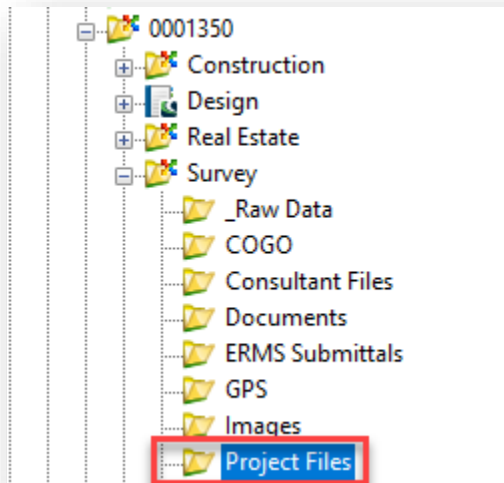 0001350
Construction
Design
Real Estate
Survey
_Raw Data
COGO
Consultant Files
Documents
ERMS Submittals
GPS
Images
Project Files